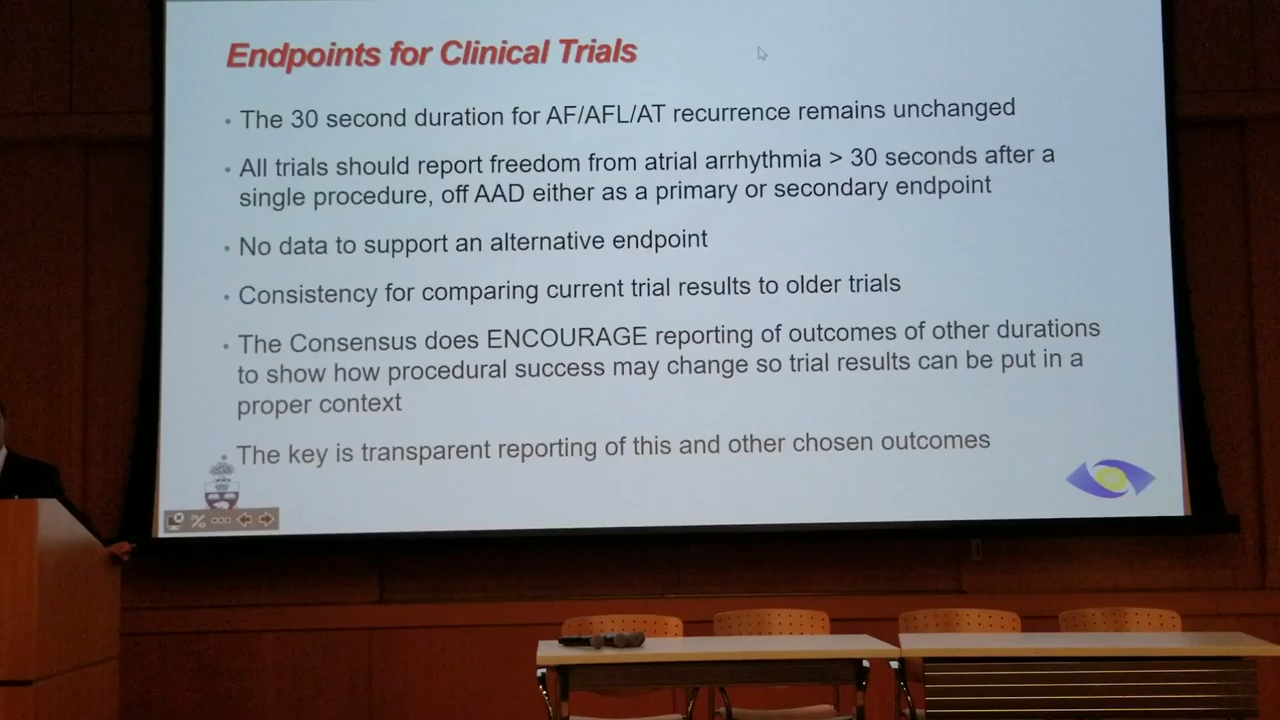 Endpoints for Clinical Trials
• The 30 second duration for AF/AFL/AT recurrence remains unchanged
• All trials should report freedom from atrial arrhythmia > 30 seconds after a
single procedure, off AAD either as a primary or secondary endpoint
• No data to support an alternative endpoint
• Consistency for comparing current trial results to older trials
• The Consensus does ENCOURAGE reporting of outcomes of other durations
to show how procedural success may change so trial results can be put in a
proper context
• The key is transparent reporting of this and other chosen outcomes